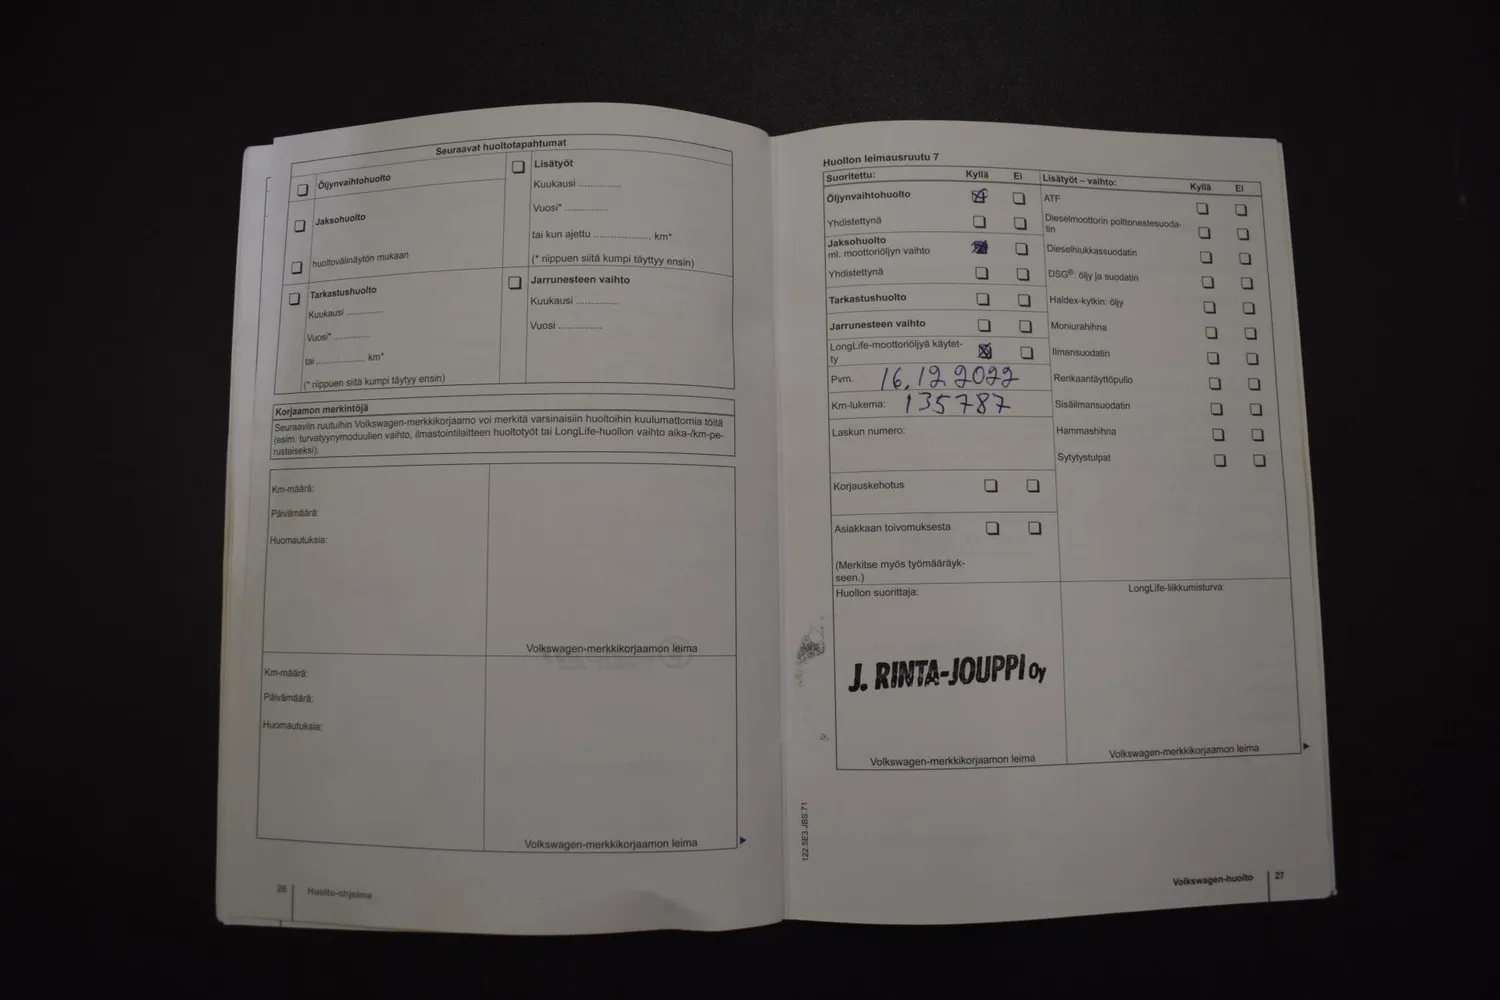 Seuraavat huoltotapahtumat
Öljynvaihtohuolto
Jaksohuolto
huoltovälinäytön mukaan
Tarkastushuolto
Kuukausi .............
Vuosi* .............
tai ................. km*
(* riippuen siitä kumpi täytyy ensin)
Lisätyöt
Kuukausi ...............
Vuosi* ...............
tai kun ajettu .................... km*
(* riippuen siitä kumpi täyttyy ensin)
Jarrunesteen vaihto
Kuukausi ...............
Vuosi ...............
Korjaamon merkintöjä
Seuraaviin ruutuihin Volkswagen-merkkikorjaamo voi merkitä varsinaisiin huoltoihin kuulumattomia töitä
(esim. turvatyynymoduulien vaihto, ilmastointilaitteen huoltotyöt tai LongLife-huollon vaihto aika-/km-pe-
rusteiseksi).
Km-määrä:
Päivämäärä:
Huomautuksia:
Volkswagen-merkkikorjaamon leima
Km-määrä:
Päivämäärä:
Huomautuksia:
Volkswagen-merkkikorjaamon leima
26 Huolto-ohjelma
Huollon leimausruutu 7
Suoritettu: Kyllä Ei
Öljynvaihtohuolto
Yhdistettynä
Jaksohuolto
ml. moottoriöljyn vaihto
Yhdistettynä
Tarkastushuolto
Jarrunesteen vaihto
LongLife-moottoriöljyä käytet-
ty
Pvm. 16.12 2022
Km-lukema: 135787
Laskun numero:
Korjauskehotus
Asiakkaan toivomuksesta
(Merkitse myös työmääräyk-
seen.)
Lisätyöt – vaihto: Kyllä Ei
ATF
Dieselmoottorin polttonestesuoda-
tin
Dieselhiukkassuodatin
DSG®: öljy ja suodatin
Haldex-kytkin: öljy
Moniurahihna
Ilmansuodatin
Renkaantäyttöpullo
Sisäilmansuodatin
Hammashihna
Sytytystulpat
Huollon suorittaja:
J. RINTA-JOUPPI Oy
Volkswagen-merkkikorjaamon leima
LongLife-liikkumisturva:
Volkswagen-merkkikorjaamon leima
122.5E3.JBS.71
Volkswagen-huolto 27